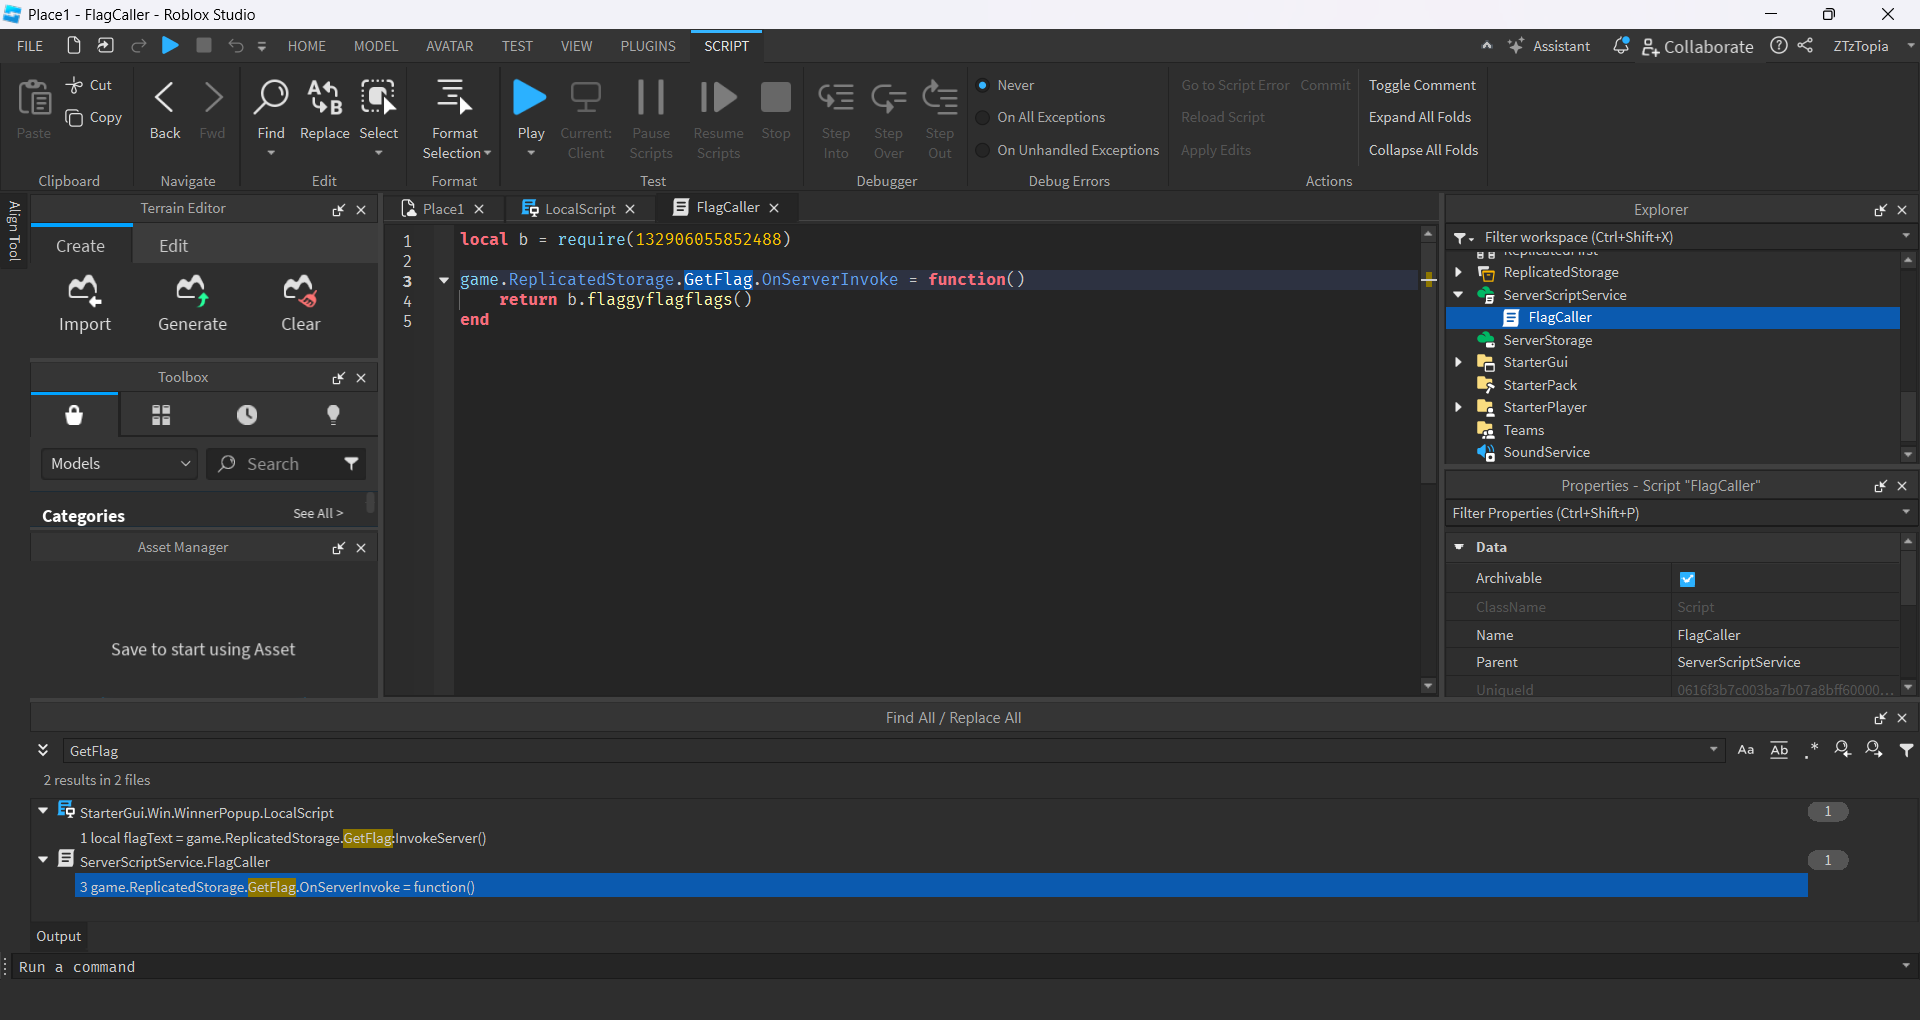 Place1 - FlagCaller - Roblox Studio
FILE HOME MODEL AVATAR TEST VIEW PLUGINS SCRIPT Assistant Collaborate ZTzTopia
Paste Cut Copy
Clipboard
Back Fwd
Navigate
Find Replace Select
Edit
Format Selection
Format
Play Current: Client Pause Scripts Resume Scripts Stop
Test
Step Into Step Over Step Out
Debugger
Never
On All Exceptions
On Unhandled Exceptions
Debug Errors
Go to Script Error Commit
Reload Script
Apply Edits
Toggle Comment
Expand All Folds
Collapse All Folds
Actions
Align Tool
Terrain Editor
Create Edit
Import Generate Clear
Toolbox
Models Search
Categories See All >
Asset Manager
Save to start using Asset
Place1 LocalScript FlagCaller
1 local b = require(132906055852488)
2
3 game.ReplicatedStorage.GetFlag.OnServerInvoke = function()
4 return b.flaggyflagflags()
5 end
Explorer
Filter workspace (Ctrl+Shift+X)
ReplicatedFirst
ReplicatedStorage
ServerScriptService
FlagCaller
ServerStorage
StarterGui
StarterPack
StarterPlayer
Teams
SoundService
Properties - Script "FlagCaller"
Filter Properties (Ctrl+Shift+P)
Data
Archivable
ClassName Script
Name FlagCaller
Parent ServerScriptService
UniqueId 0616f3b7c003ba7b07a8bff60000...
Find All / Replace All
GetFlag Aa Ab .*
2 results in 2 files
StarterGui.Win.WinnerPopup.LocalScript 1
1 local flagText = game.ReplicatedStorage.GetFlag:InvokeServer()
ServerScriptService.FlagCaller 1
3 game.ReplicatedStorage.GetFlag.OnServerInvoke = function()
Output
Run a command